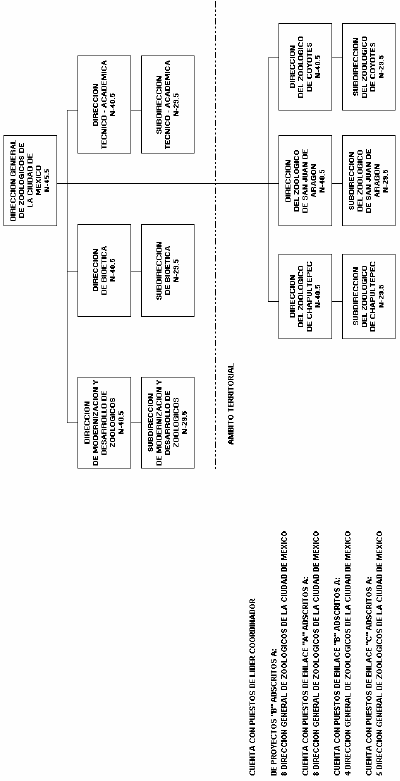 DIRECCION GENERAL
DE ZOOLOGICOS DE
LA CIUDAD DE
MEXICO
N-45.5
DIRECCION
DE MODERNIZACION Y
DESARROLLO DE
ZOOLOGICOS
N-40.5
DIRECCION
DE BIOETICA
N-40.5
DIRECCION
TECNICO - ACADEMICA
N-40.5
SUBDIRECCION
DE MODERNIZACION Y
DESARROLLO DE
ZOOLOGICOS
N-29.5
SUBDIRECCION
DE BIOETICA
N-29.5
SUBDIRECCION
TECNICO - ACADEMICA
N-29.5
AMBITO TERRITORIAL
DIRECCION
DEL ZOOLOGICO
DE CHAPULTEPEC
N-40.5
DIRECCION
DEL ZOOLOGICO
DE SAN JUAN DE
ARAGON
N-40.5
DIRECCION
DEL ZOOLOGICO
DE COYOTES
N-40.5
SUBDIRECCION
DEL ZOOLOGICO
DE CHAPULTEPEC
N-29.5
SUBDIRECCION
DEL ZOOLOGICO
DE SAN JUAN DE
ARAGON
N-29.5
SUBDIRECCION
DEL ZOOLOGICO
DE COYOTES
N-29.5
CUENTA CON PUESTOS DE LIDER COORDINADOR
DE PROYECTOS "B" ADSCRITOS A:
8 DIRECCION GENERAL DE ZOOLOGICOS DE LA CIUDAD DE MEXICO
CUENTA CON PUESTOS DE ENLACE "A" ADSCRITOS A:
8 DIRECCION GENERAL DE ZOOLOGICOS DE LA CIUDAD DE MEXICO
CUENTA CON PUESTOS DE ENLACE "B" ADSCRITOS A:
4 DIRECCION GENERAL DE ZOOLOGICOS DE LA CIUDAD DE MEXICO
CUENTA CON PUESTOS DE ENLACE "C" ADSCRITOS A:
5 DIRECCION GENERAL DE ZOOLOGICOS DE LA CIUDAD DE MEXICO